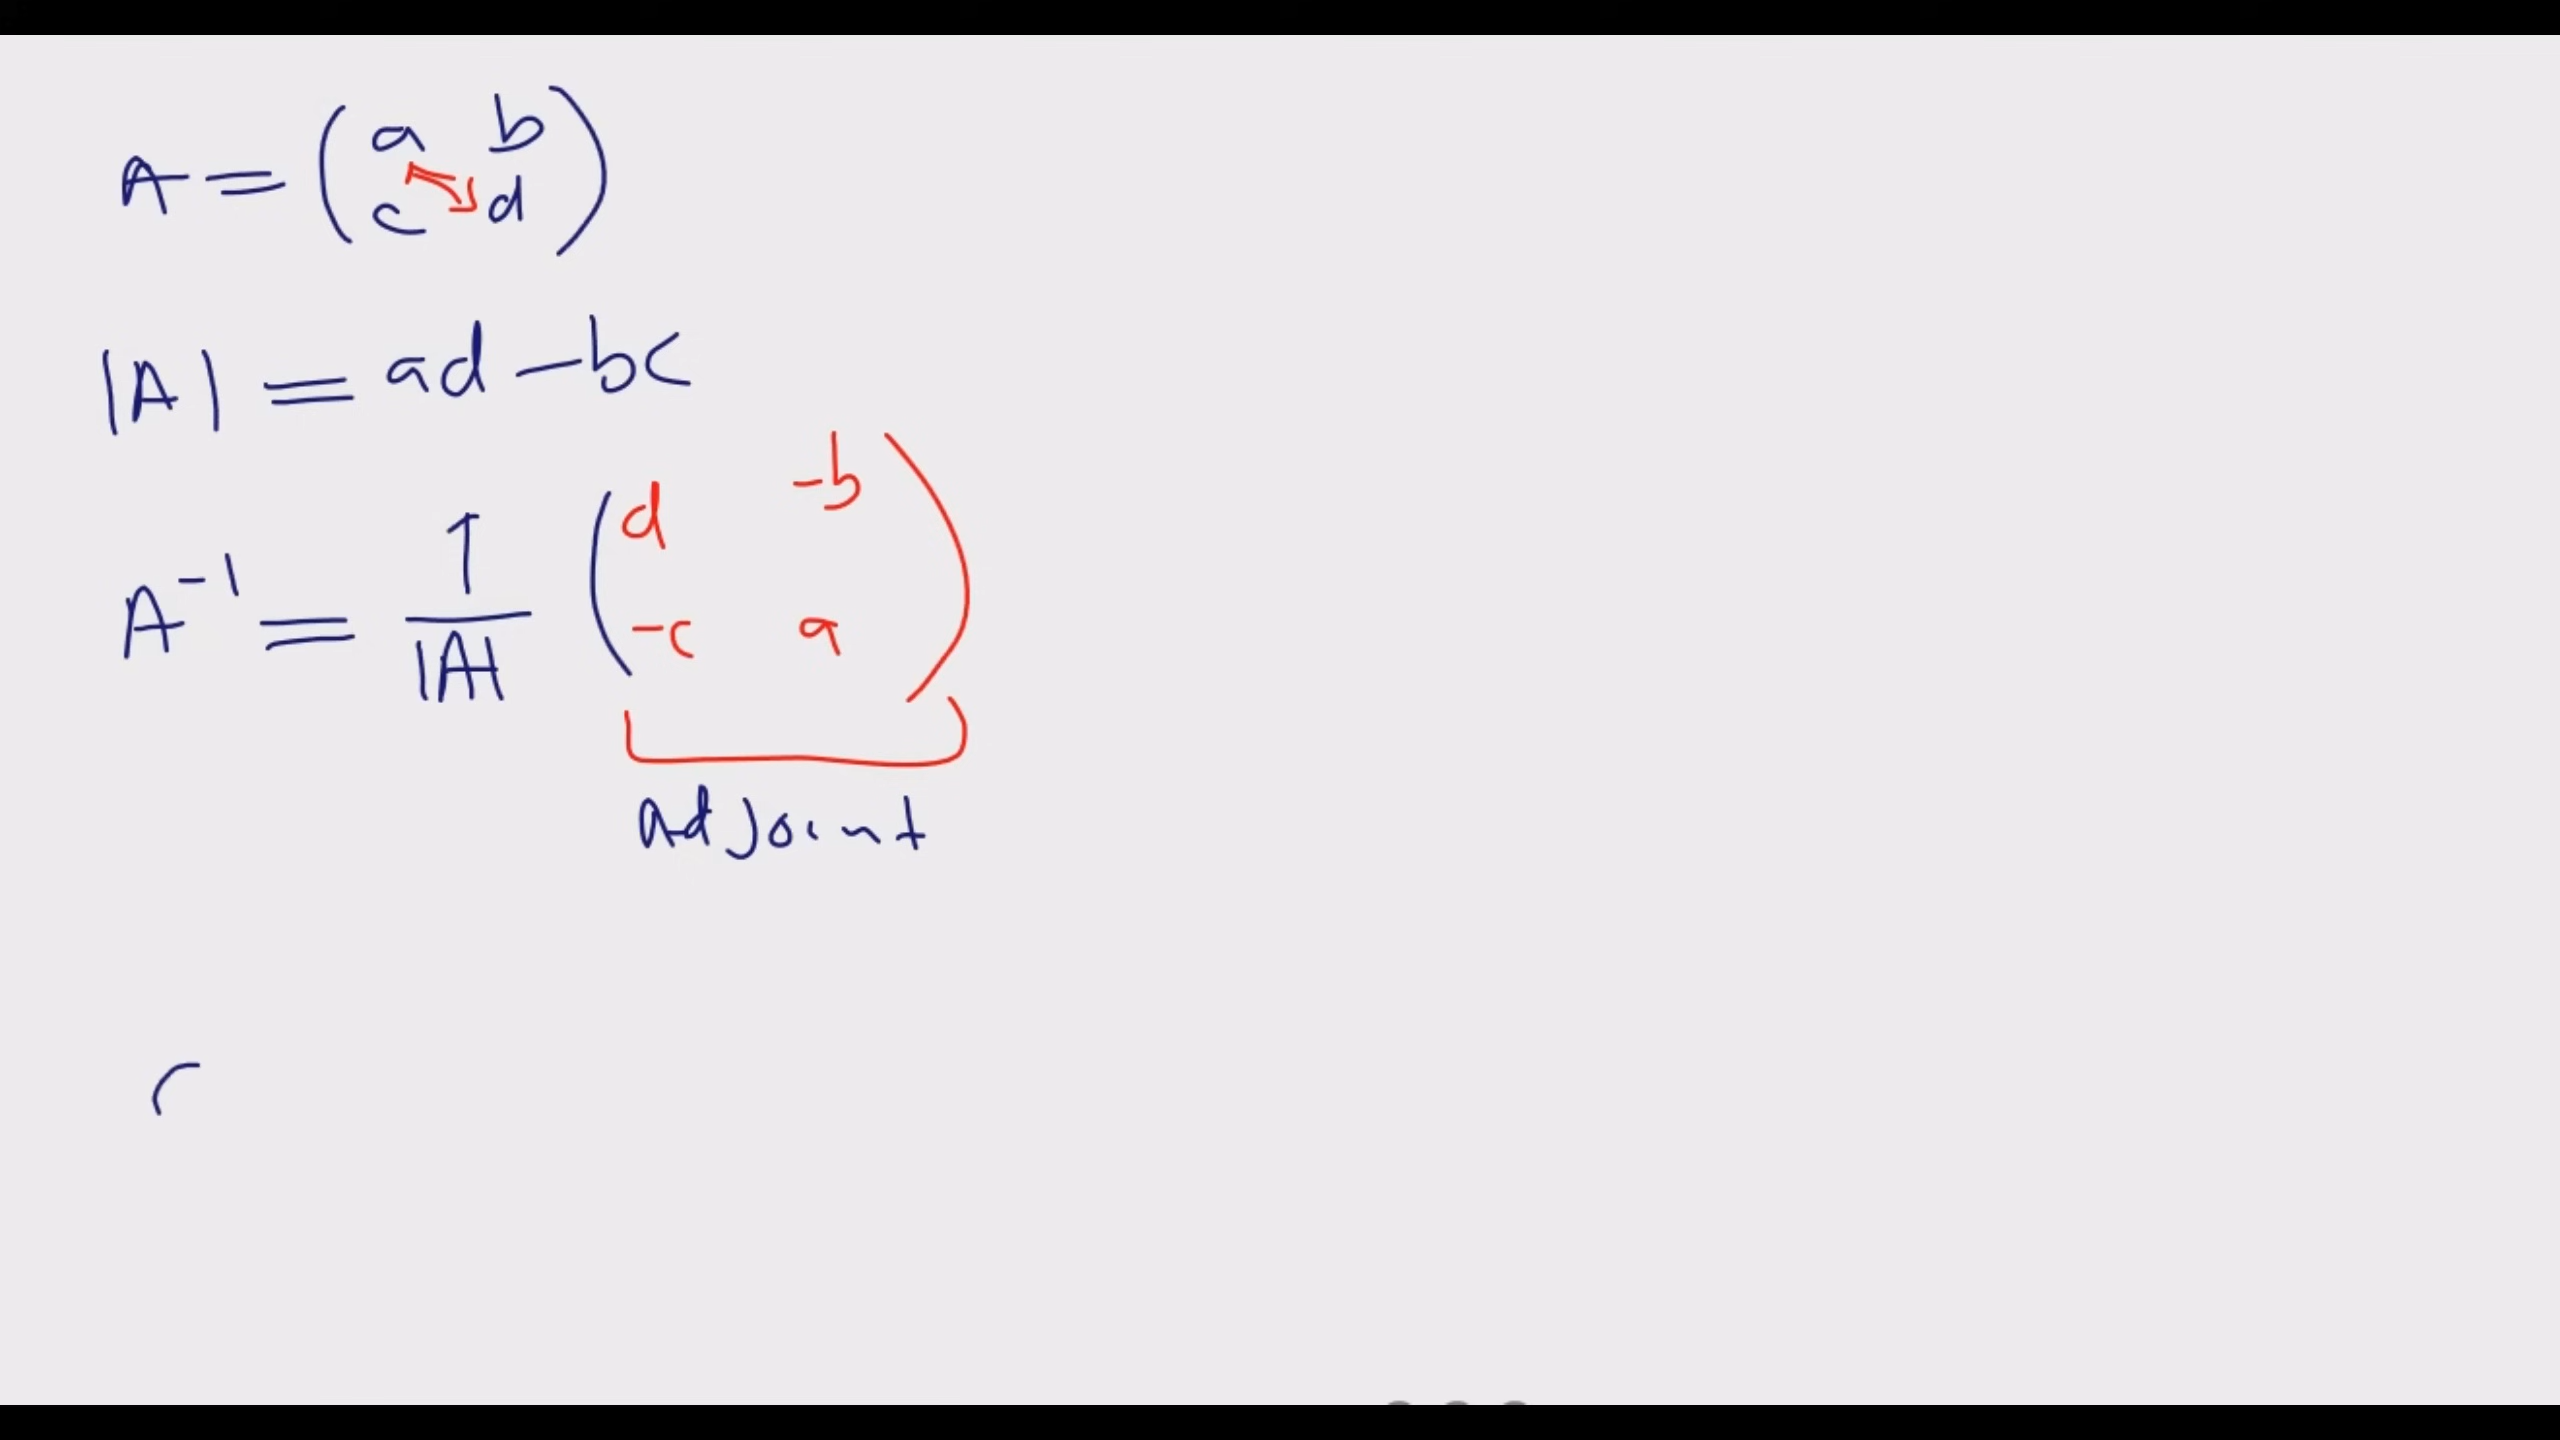 A = ( a b
c d )
|A| = ad - bc
A⁻¹ = 1/|A| ( d -b
-c a )
adjoint